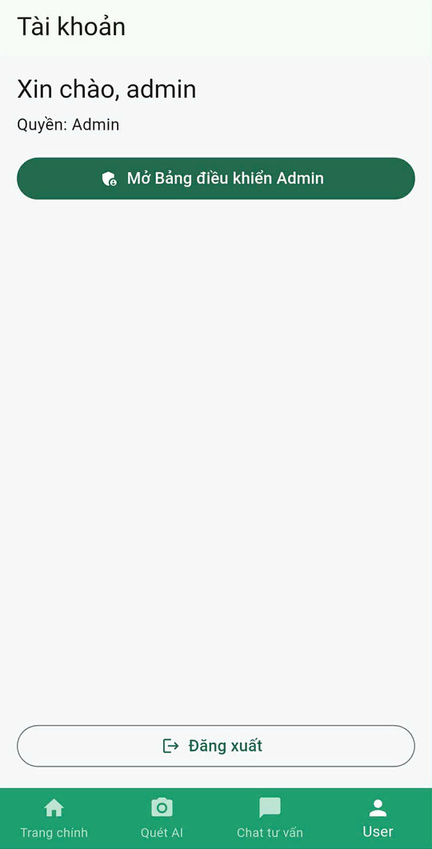 Tài khoản
Xin chào, admin
Quyền: Admin
Mở Bảng điều khiển Admin
Đăng xuất
Trang chính
Quét AI
Chat tư vấn
User